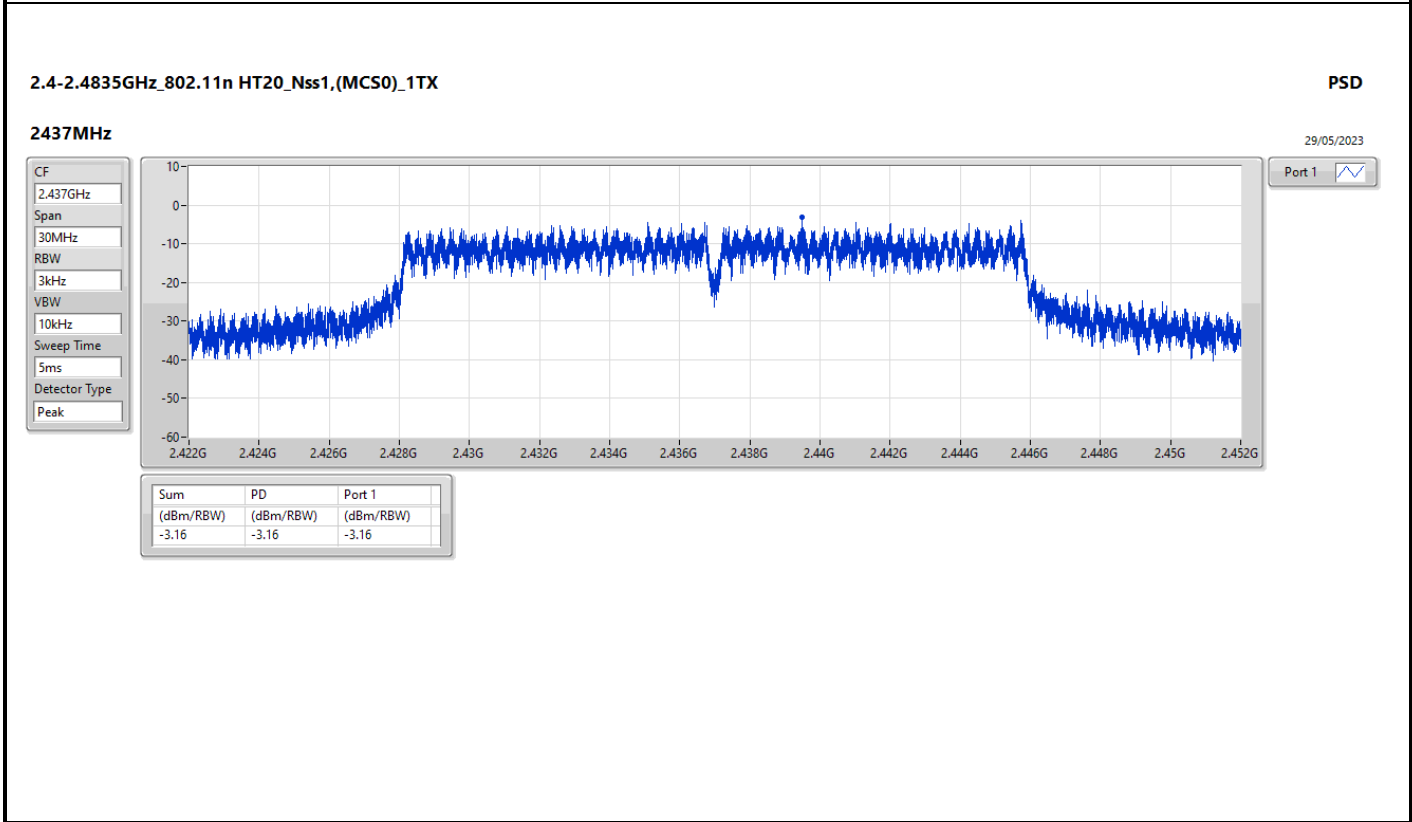 2.4-2.4835GHz_802.11n HT20_Nss1,(MCS0)_1TX
PSD
2437MHz
29/05/2023
CF
2.437GHz
Span
30MHz
RBW
3kHz
VBW
10kHz
Sweep Time
5ms
Detector Type
Peak
10-
0-
-10-
-20-
-30-
-40-
-50-
-60-
2.422G 2.424G 2.426G 2.428G 2.43G 2.432G 2.434G 2.436G 2.438G 2.44G 2.442G 2.444G 2.446G 2.448G 2.45G 2.452G
Port 1
Sum PD Port 1
(dBm/RBW) (dBm/RBW) (dBm/RBW)
-3.16 -3.16 -3.16